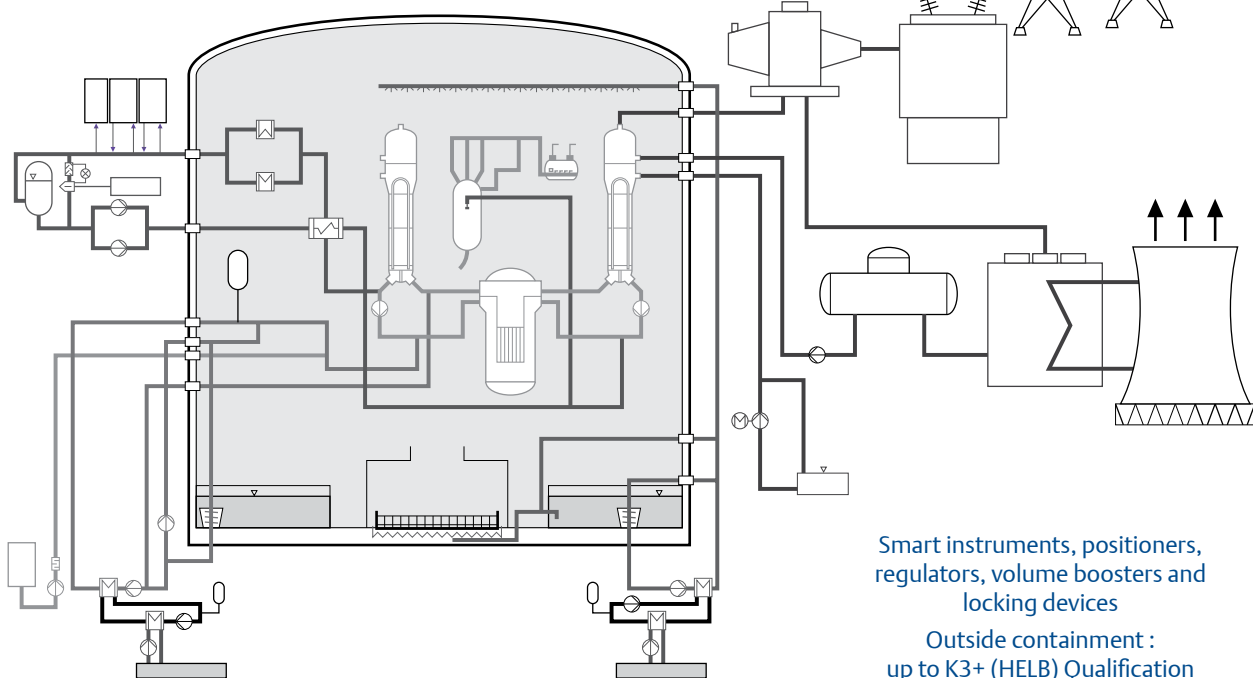 Smart instruments, positioners,
regulators, volume boosters and
locking devices
Outside containment :
up to K3+ (HELB) Qualification